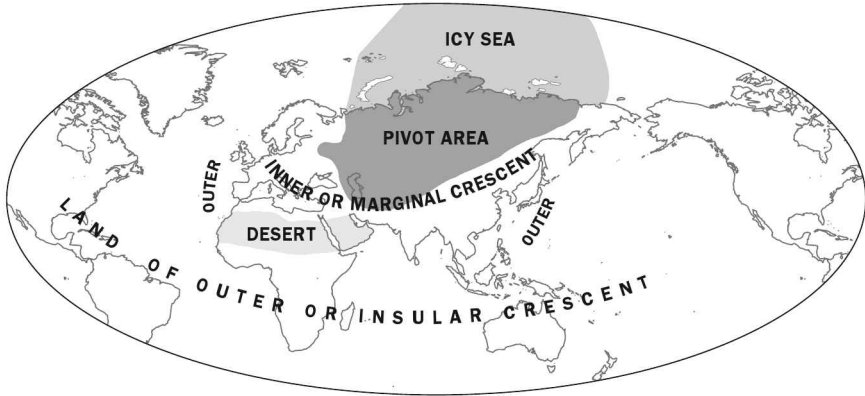 ICY SEA
PIVOT AREA
OUTER
INNER OR MARGINAL CRESCENT
OUTER
DESERT
LAND OF OUTER OR INSULAR CRESCENT